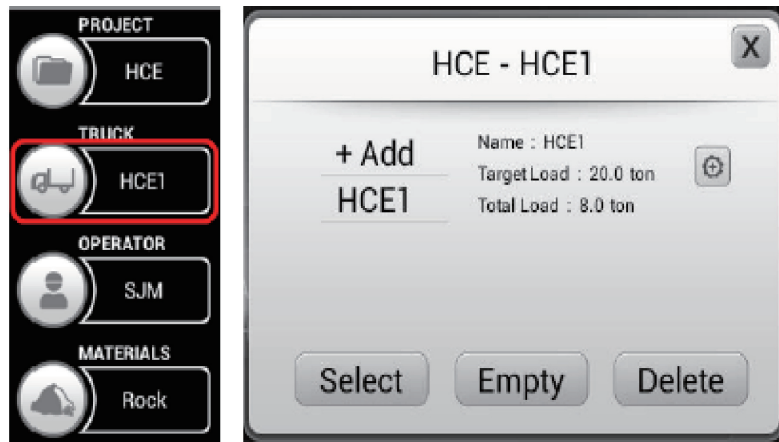 PROJECT
HCE
TRUCK
HCE1
OPERATOR
SJM
MATERIALS
Rock
HCE - HCE1
X
+ Add
HCE1
Name : HCE1
Target Load : 20.0 ton
Total Load : 8.0 ton
Select
Empty
Delete